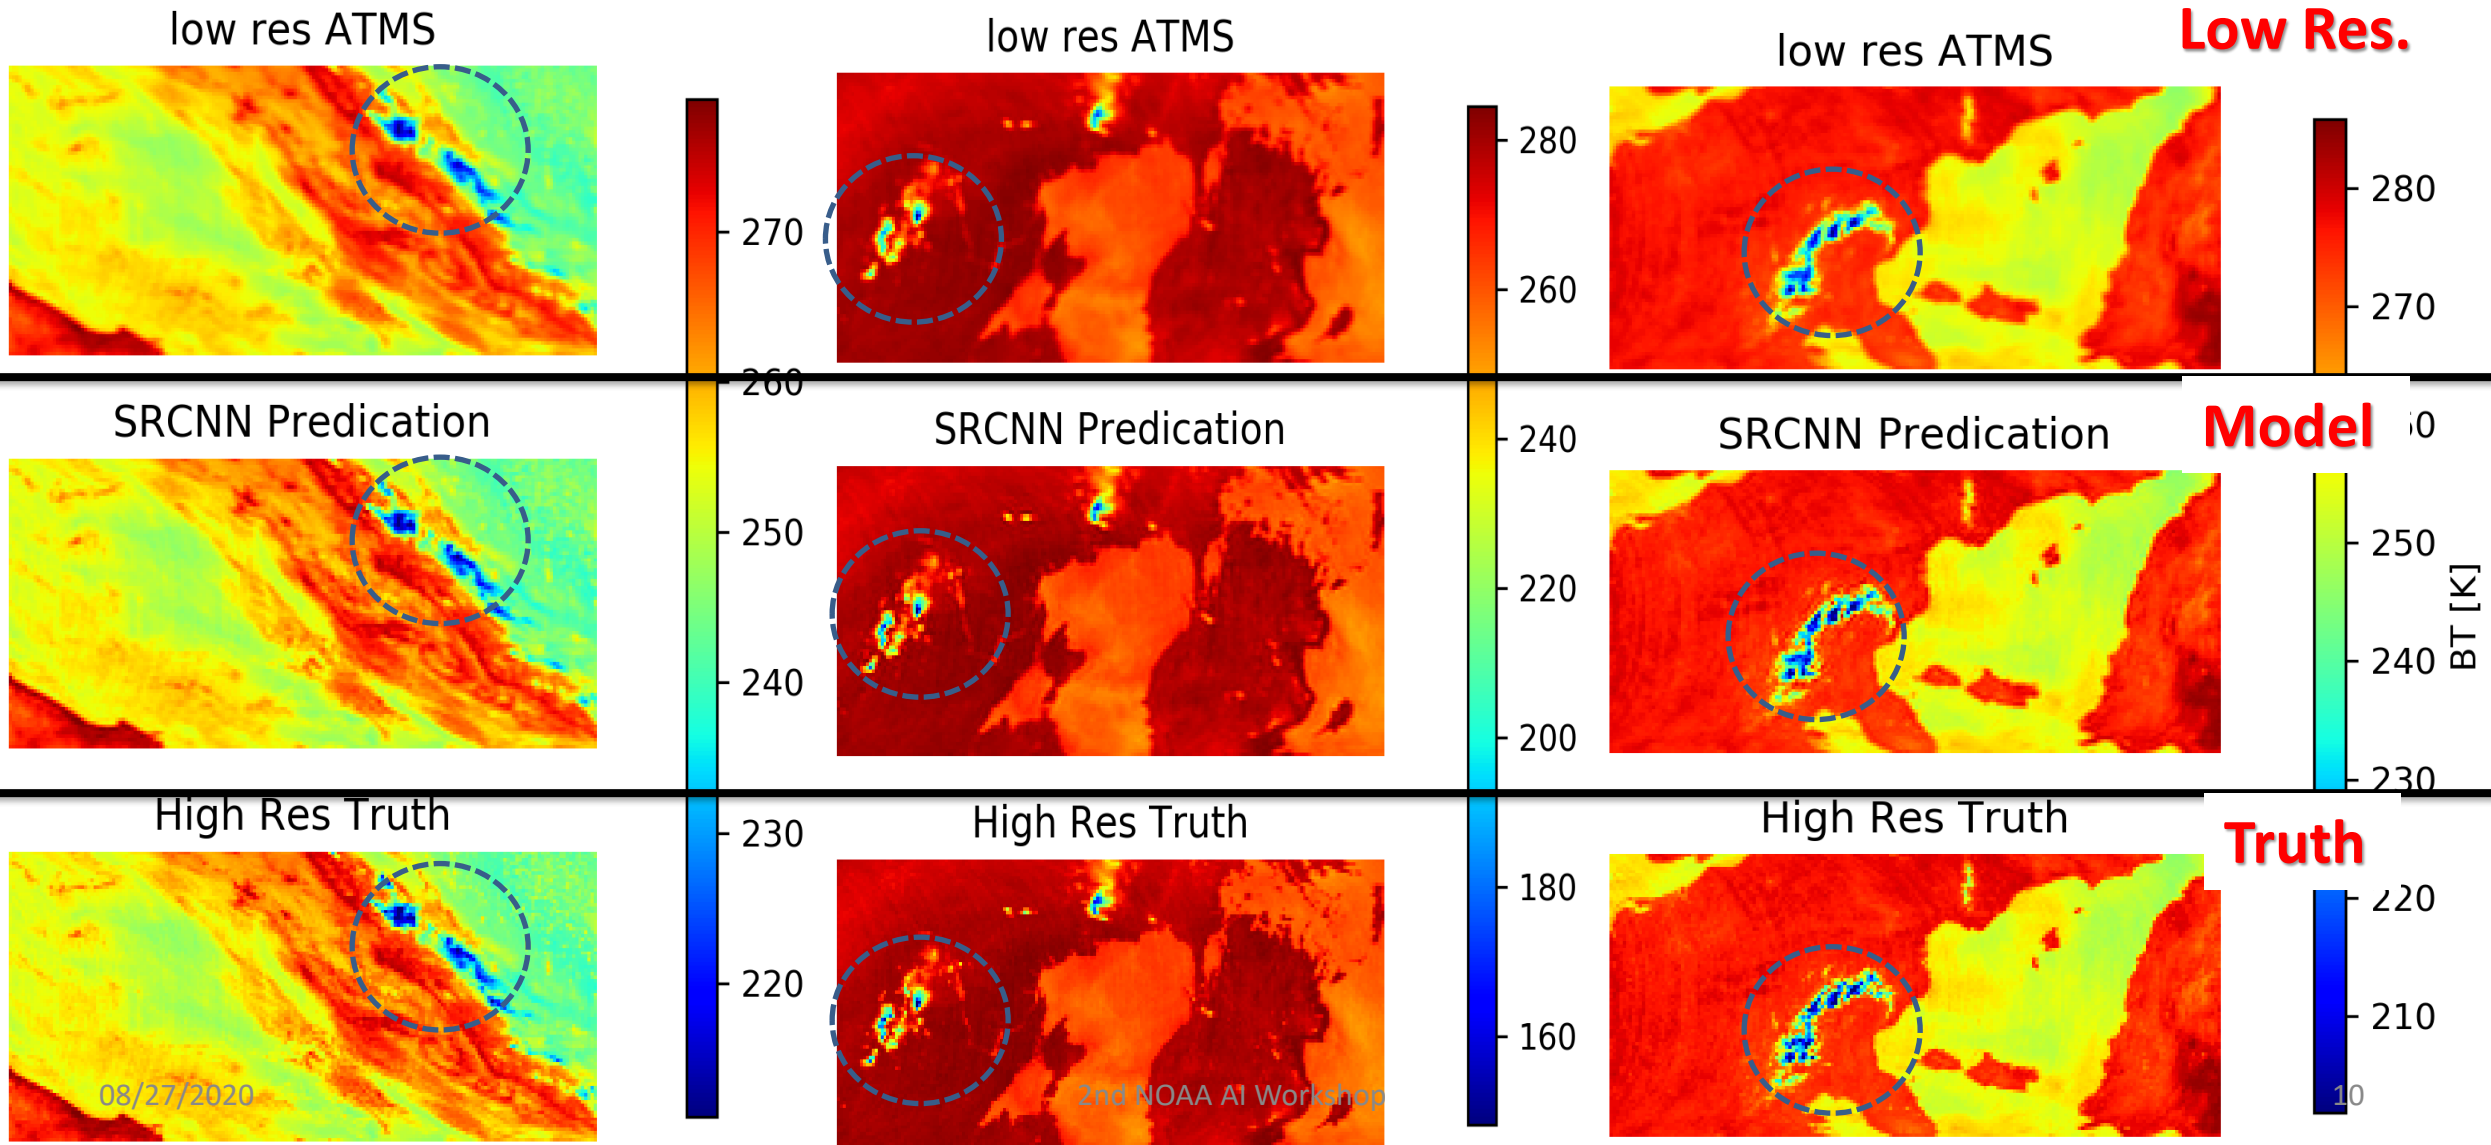 low res ATMS
low res ATMS
low res ATMS
Low Res.
270
260
250
240
230
220
280
260
240
220
200
180
160
280
270
250
240
230
220
210
BT [K]
SRCNN Predication
SRCNN Predication
SRCNN Predication
Model
High Res Truth
High Res Truth
High Res Truth
Truth
08/27/2020
2nd NOAA AI Workshop
10